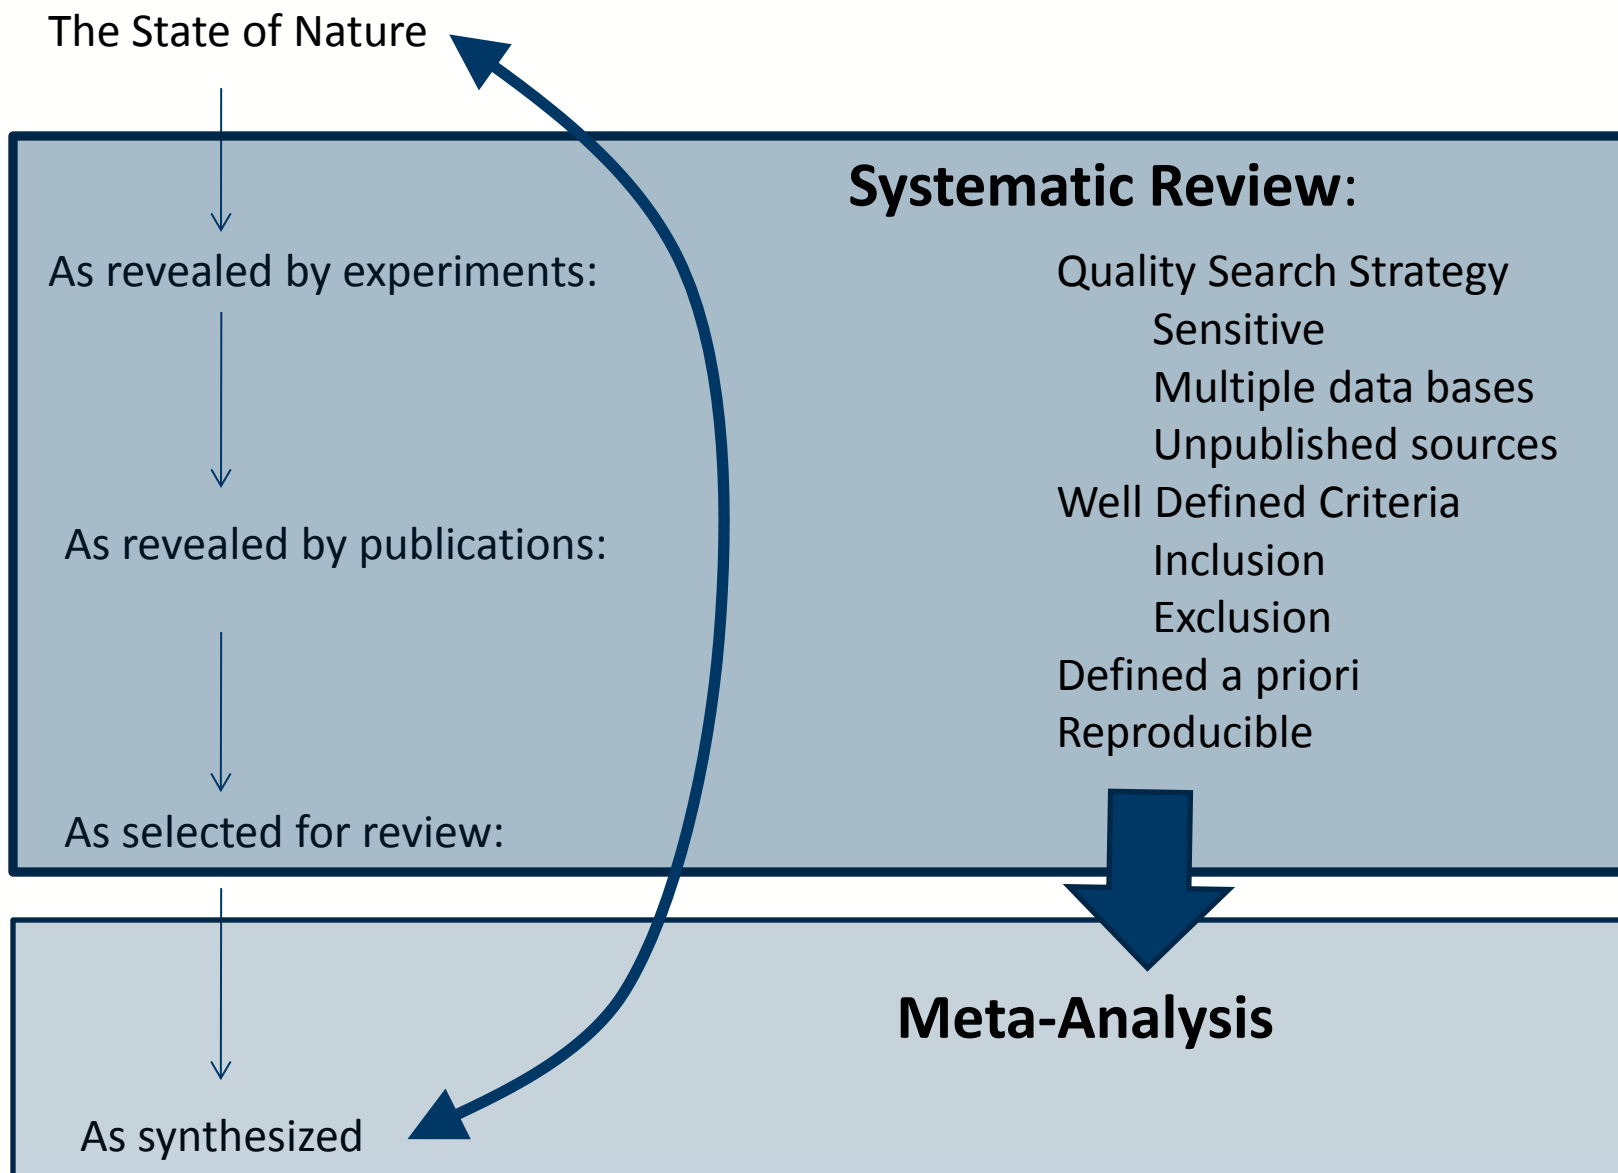 The State of Nature
Systematic Review:
As revealed by experiments:
Quality Search Strategy
Sensitive
Multiple data bases
Unpublished sources
Well Defined Criteria
As revealed by publications:
Inclusion
Exclusion
Defined a priori
Reproducible
As selected for review:
Meta-Analysis
As synthesized